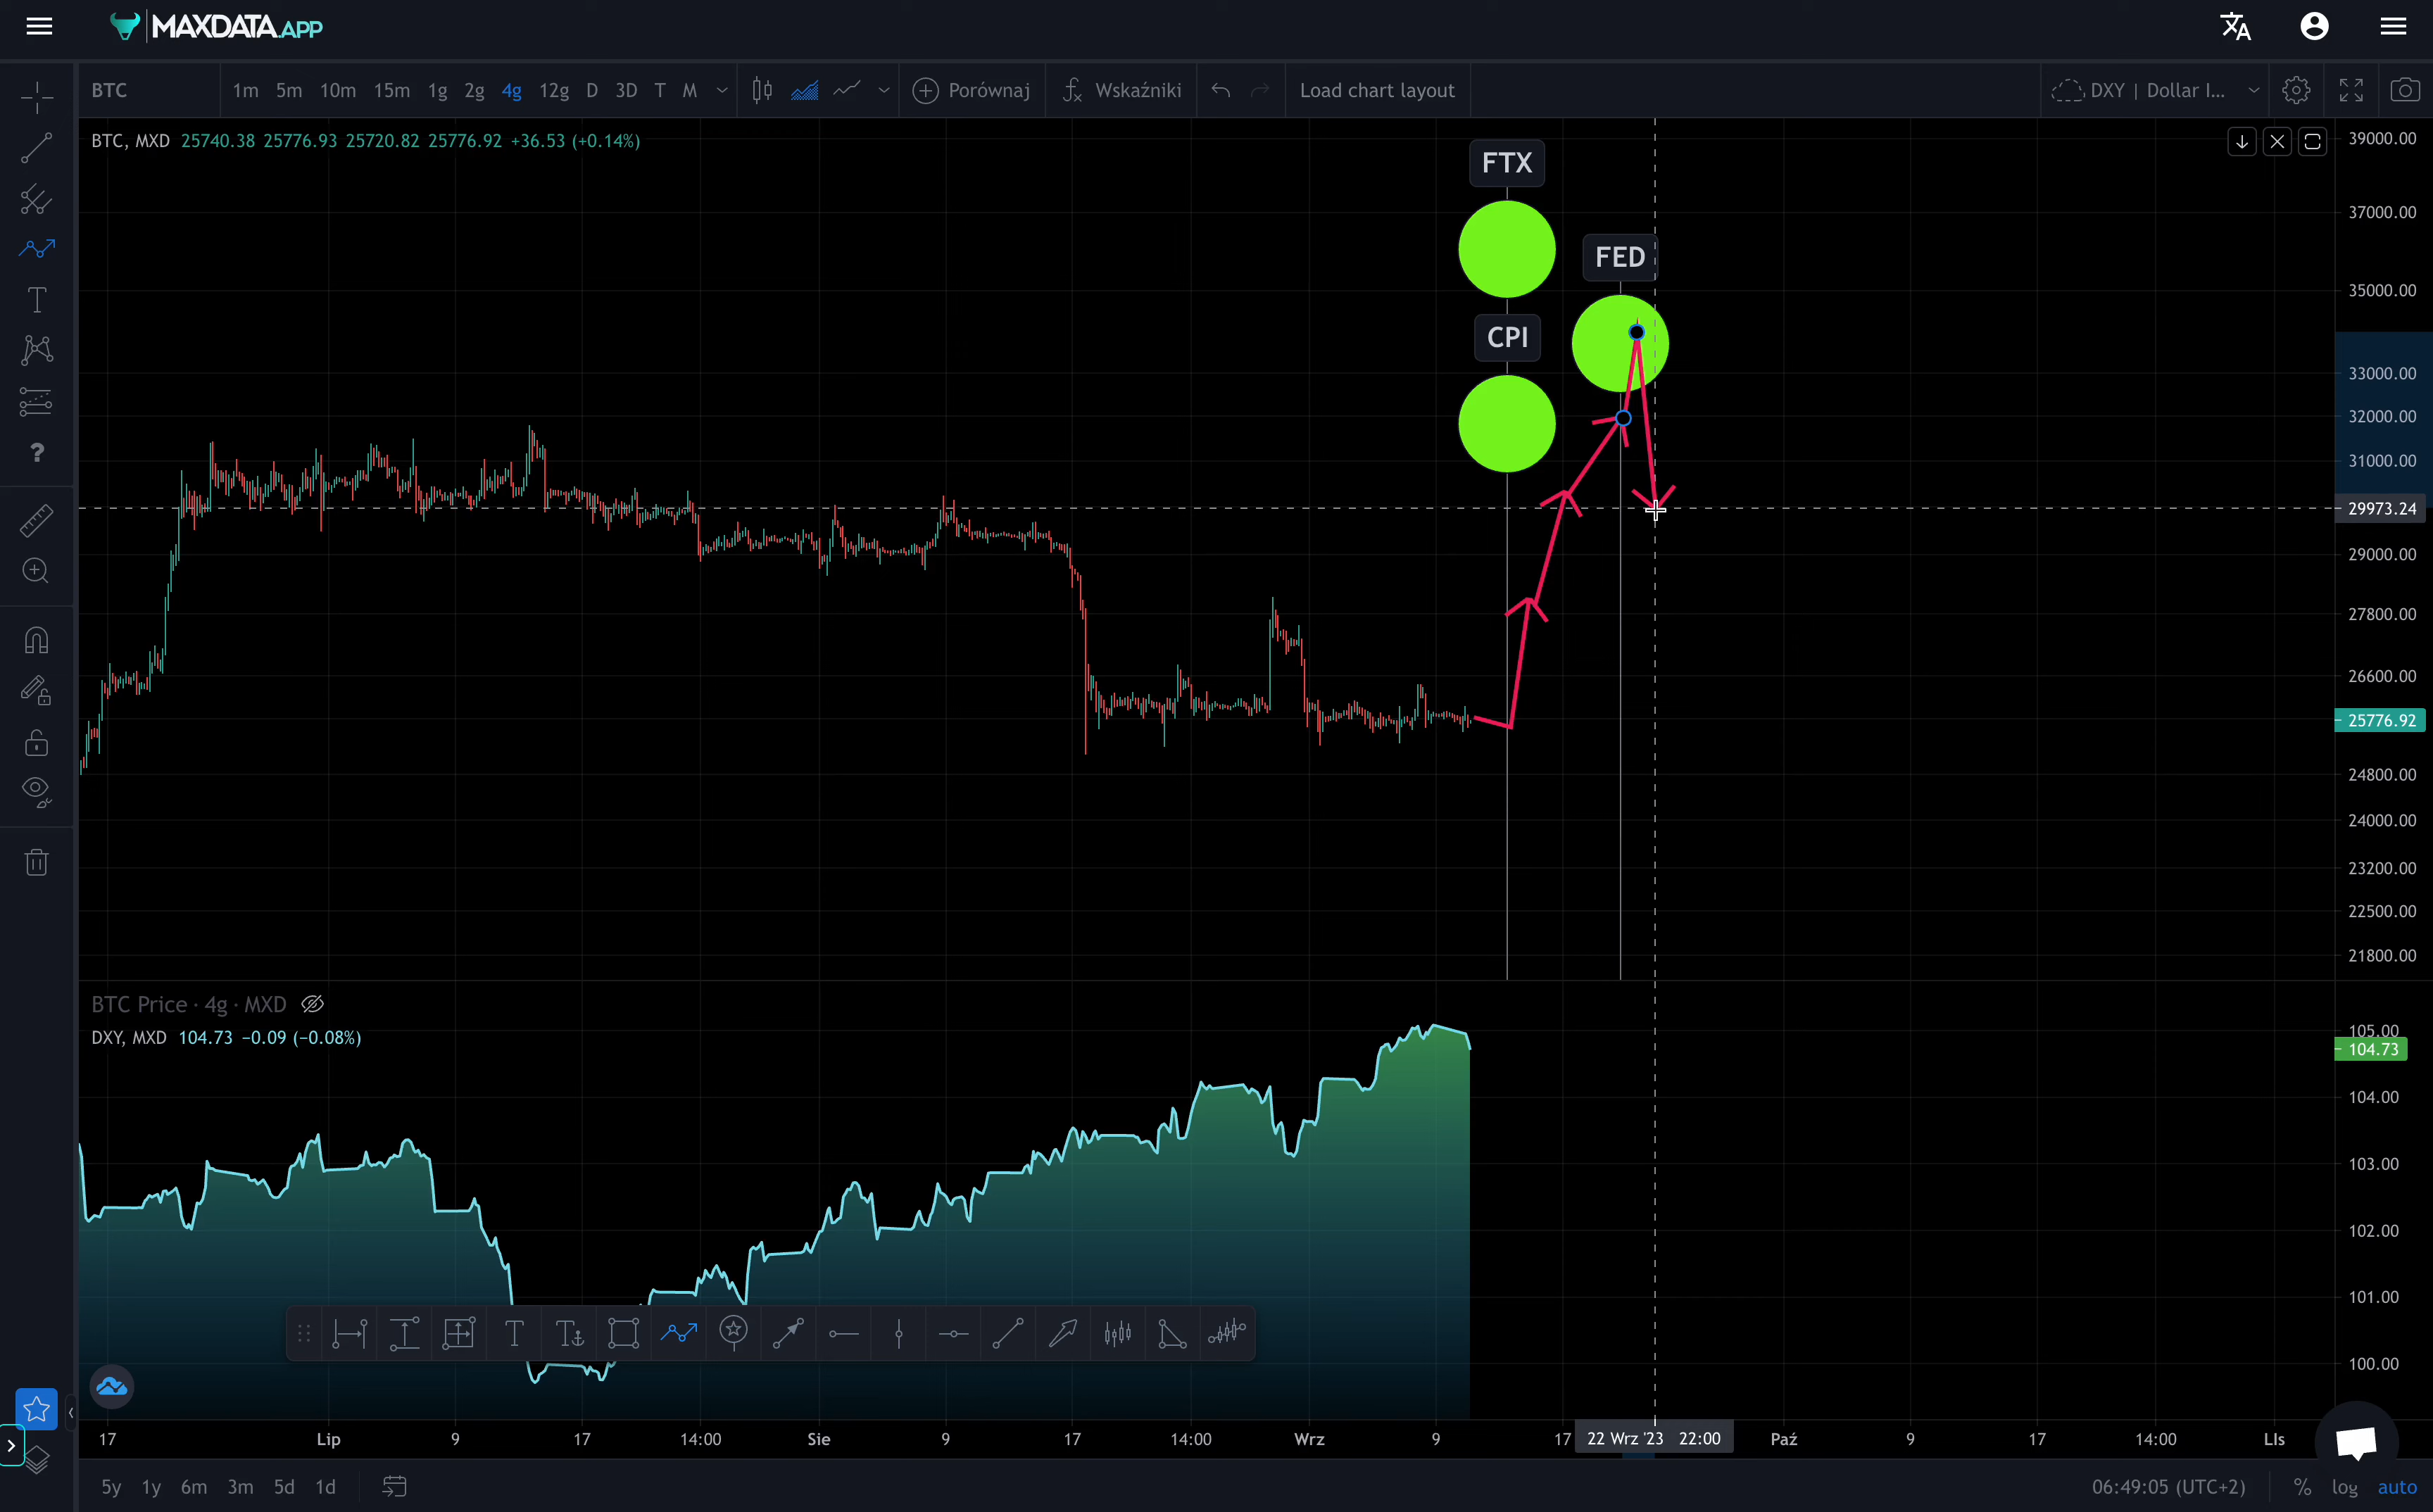 MAXDATA.APP
BTC 1m 5m 10m 15m 1g 2g 4g 12g D 3D T M Porównaj Wskaźniki Load chart layout DXY | Dollar I...
BTC, MXD 25740.38 25776.93 25720.82 25776.92 +36.53 (+0.14%)
39000.00
FTX
37000.00
FED
35000.00
CPI
33000.00
32000.00
31000.00
29973.24
29000.00
27800.00
26600.00
25776.92
24800.00
24000.00
23200.00
22500.00
21800.00
BTC Price · 4g · MXD
DXY, MXD 104.73 −0.09 (−0.08%)
105.00
104.73
104.00
103.00
102.00
101.00
100.00
17 Lip 9 17 14:00 Sie 9 17 14:00 Wrz 9 17 22 Wrz '23 22:00 Paź 9 17 14:00 LIs
5y 1y 6m 3m 5d 1d 06:49:05 (UTC+2) % log auto